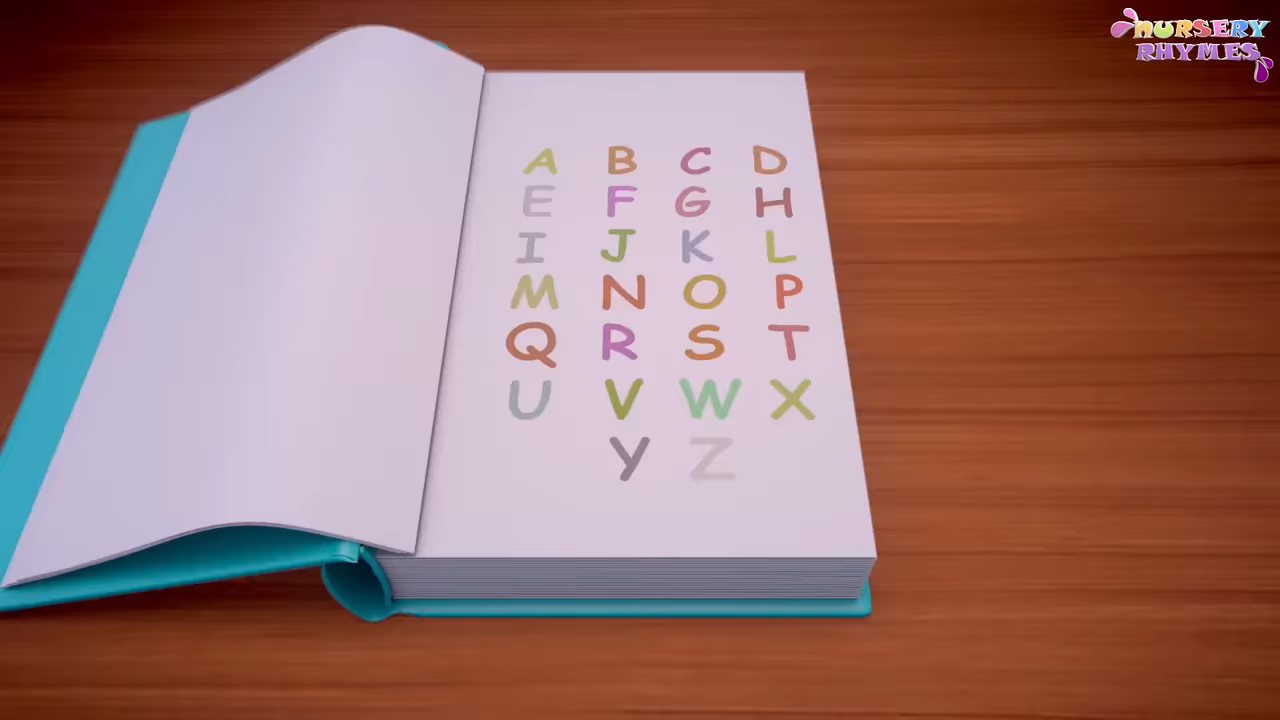 NURSERY
RHYMES
A B C D
E F G H
I J K L
M N O P
Q R S T
U V W X
Y Z